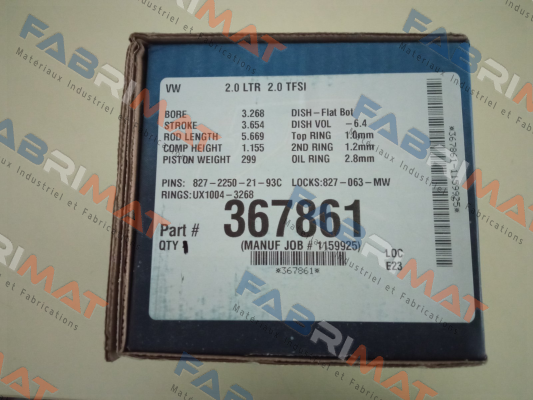 VW 2.0 LTR 2.0 TFSI
BORE 3.268 DISH-Flat Bot
STROKE 3.654 DISH VOL -6.4
ROD LENGTH 5.669 Top RING 1.0mm
COMP HEIGHT 1.155 2ND RING 1.2mm
PISTON WEIGHT 299 OIL RING 2.8mm
PINS: 827-2250-21-93C LOCKS:827-063-MW
RINGS:UX1004-3268
Part # 367861
QTY 1 (MANUF JOB # 1159925)
*367861*
LOC
E23
*367861 1159925*
FABRIMAT
Matériaux Industriel et Fabrications